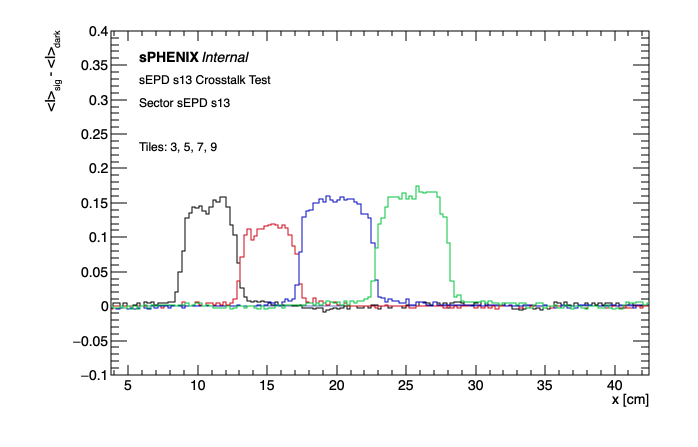 0.4
0.35
0.3
0.25
0.2
0.15
0.1
0.05
0
−0.05
−0.1
<I>sig - <I>dark
sPHENIX Internal
sEPD s13 Crosstalk Test
Sector sEPD s13
Tiles: 3, 5, 7, 9
5 10 15 20 25 30 35 40
x [cm]